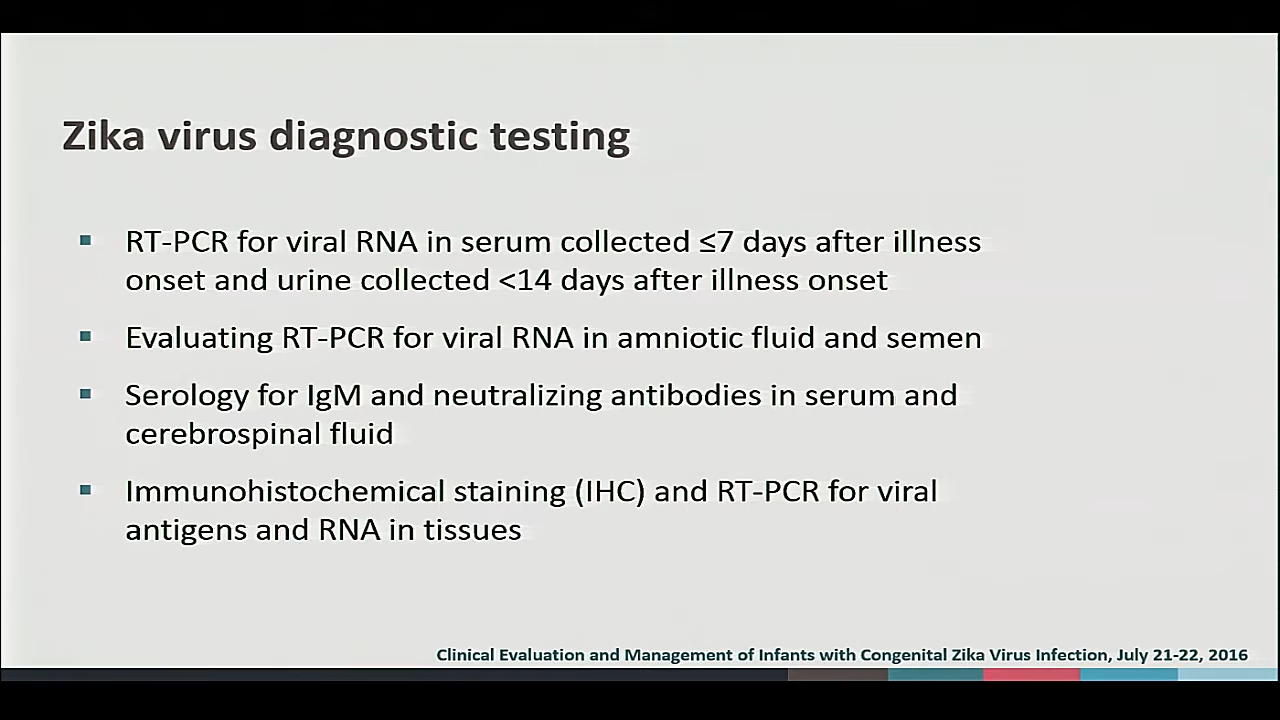 Zika virus diagnostic testing
▪ RT-PCR for viral RNA in serum collected ≤7 days after illness
onset and urine collected <14 days after illness onset
▪ Evaluating RT-PCR for viral RNA in amniotic fluid and semen
▪ Serology for IgM and neutralizing antibodies in serum and
cerebrospinal fluid
▪ Immunohistochemical staining (IHC) and RT-PCR for viral
antigens and RNA in tissues
Clinical Evaluation and Management of Infants with Congenital Zika Virus Infection, July 21-22, 2016